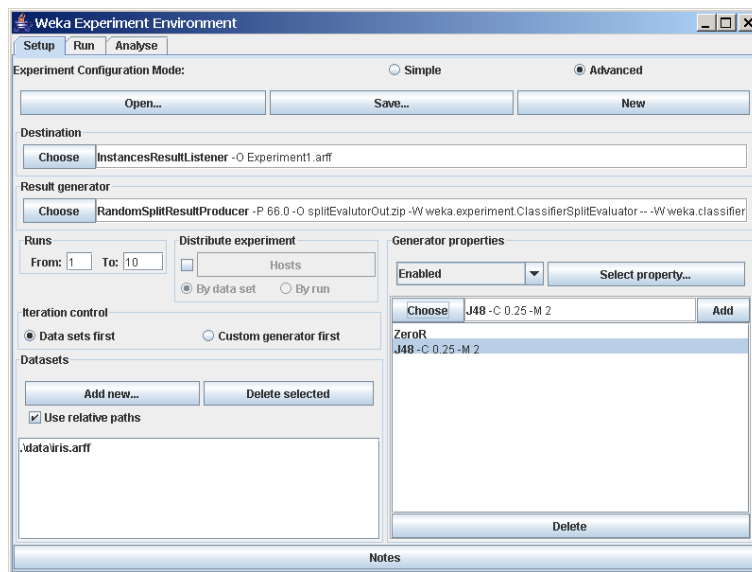 Weka Experiment Environment
Setup Run Analyse
Experiment Configuration Mode: Simple Advanced
Open... Save... New
Destination
Choose InstancesResultListener -O Experiment1.arff
Result generator
Choose RandomSplitResultProducer -P 66.0 -O splitEvalutorOut.zip -W weka.experiment.ClassifierSplitEvaluator -- -W weka.classifier
Runs
From: 1 To: 10
Distribute experiment
Hosts
By data set By run
Generator properties
Enabled Select property...
Choose J48 -C 0.25 -M 2 Add
ZeroR
J48 -C 0.25 -M 2
Delete
Iteration control
Data sets first Custom generator first
Datasets
Add new... Delete selected
Use relative paths
.\data\iris.arff
Notes